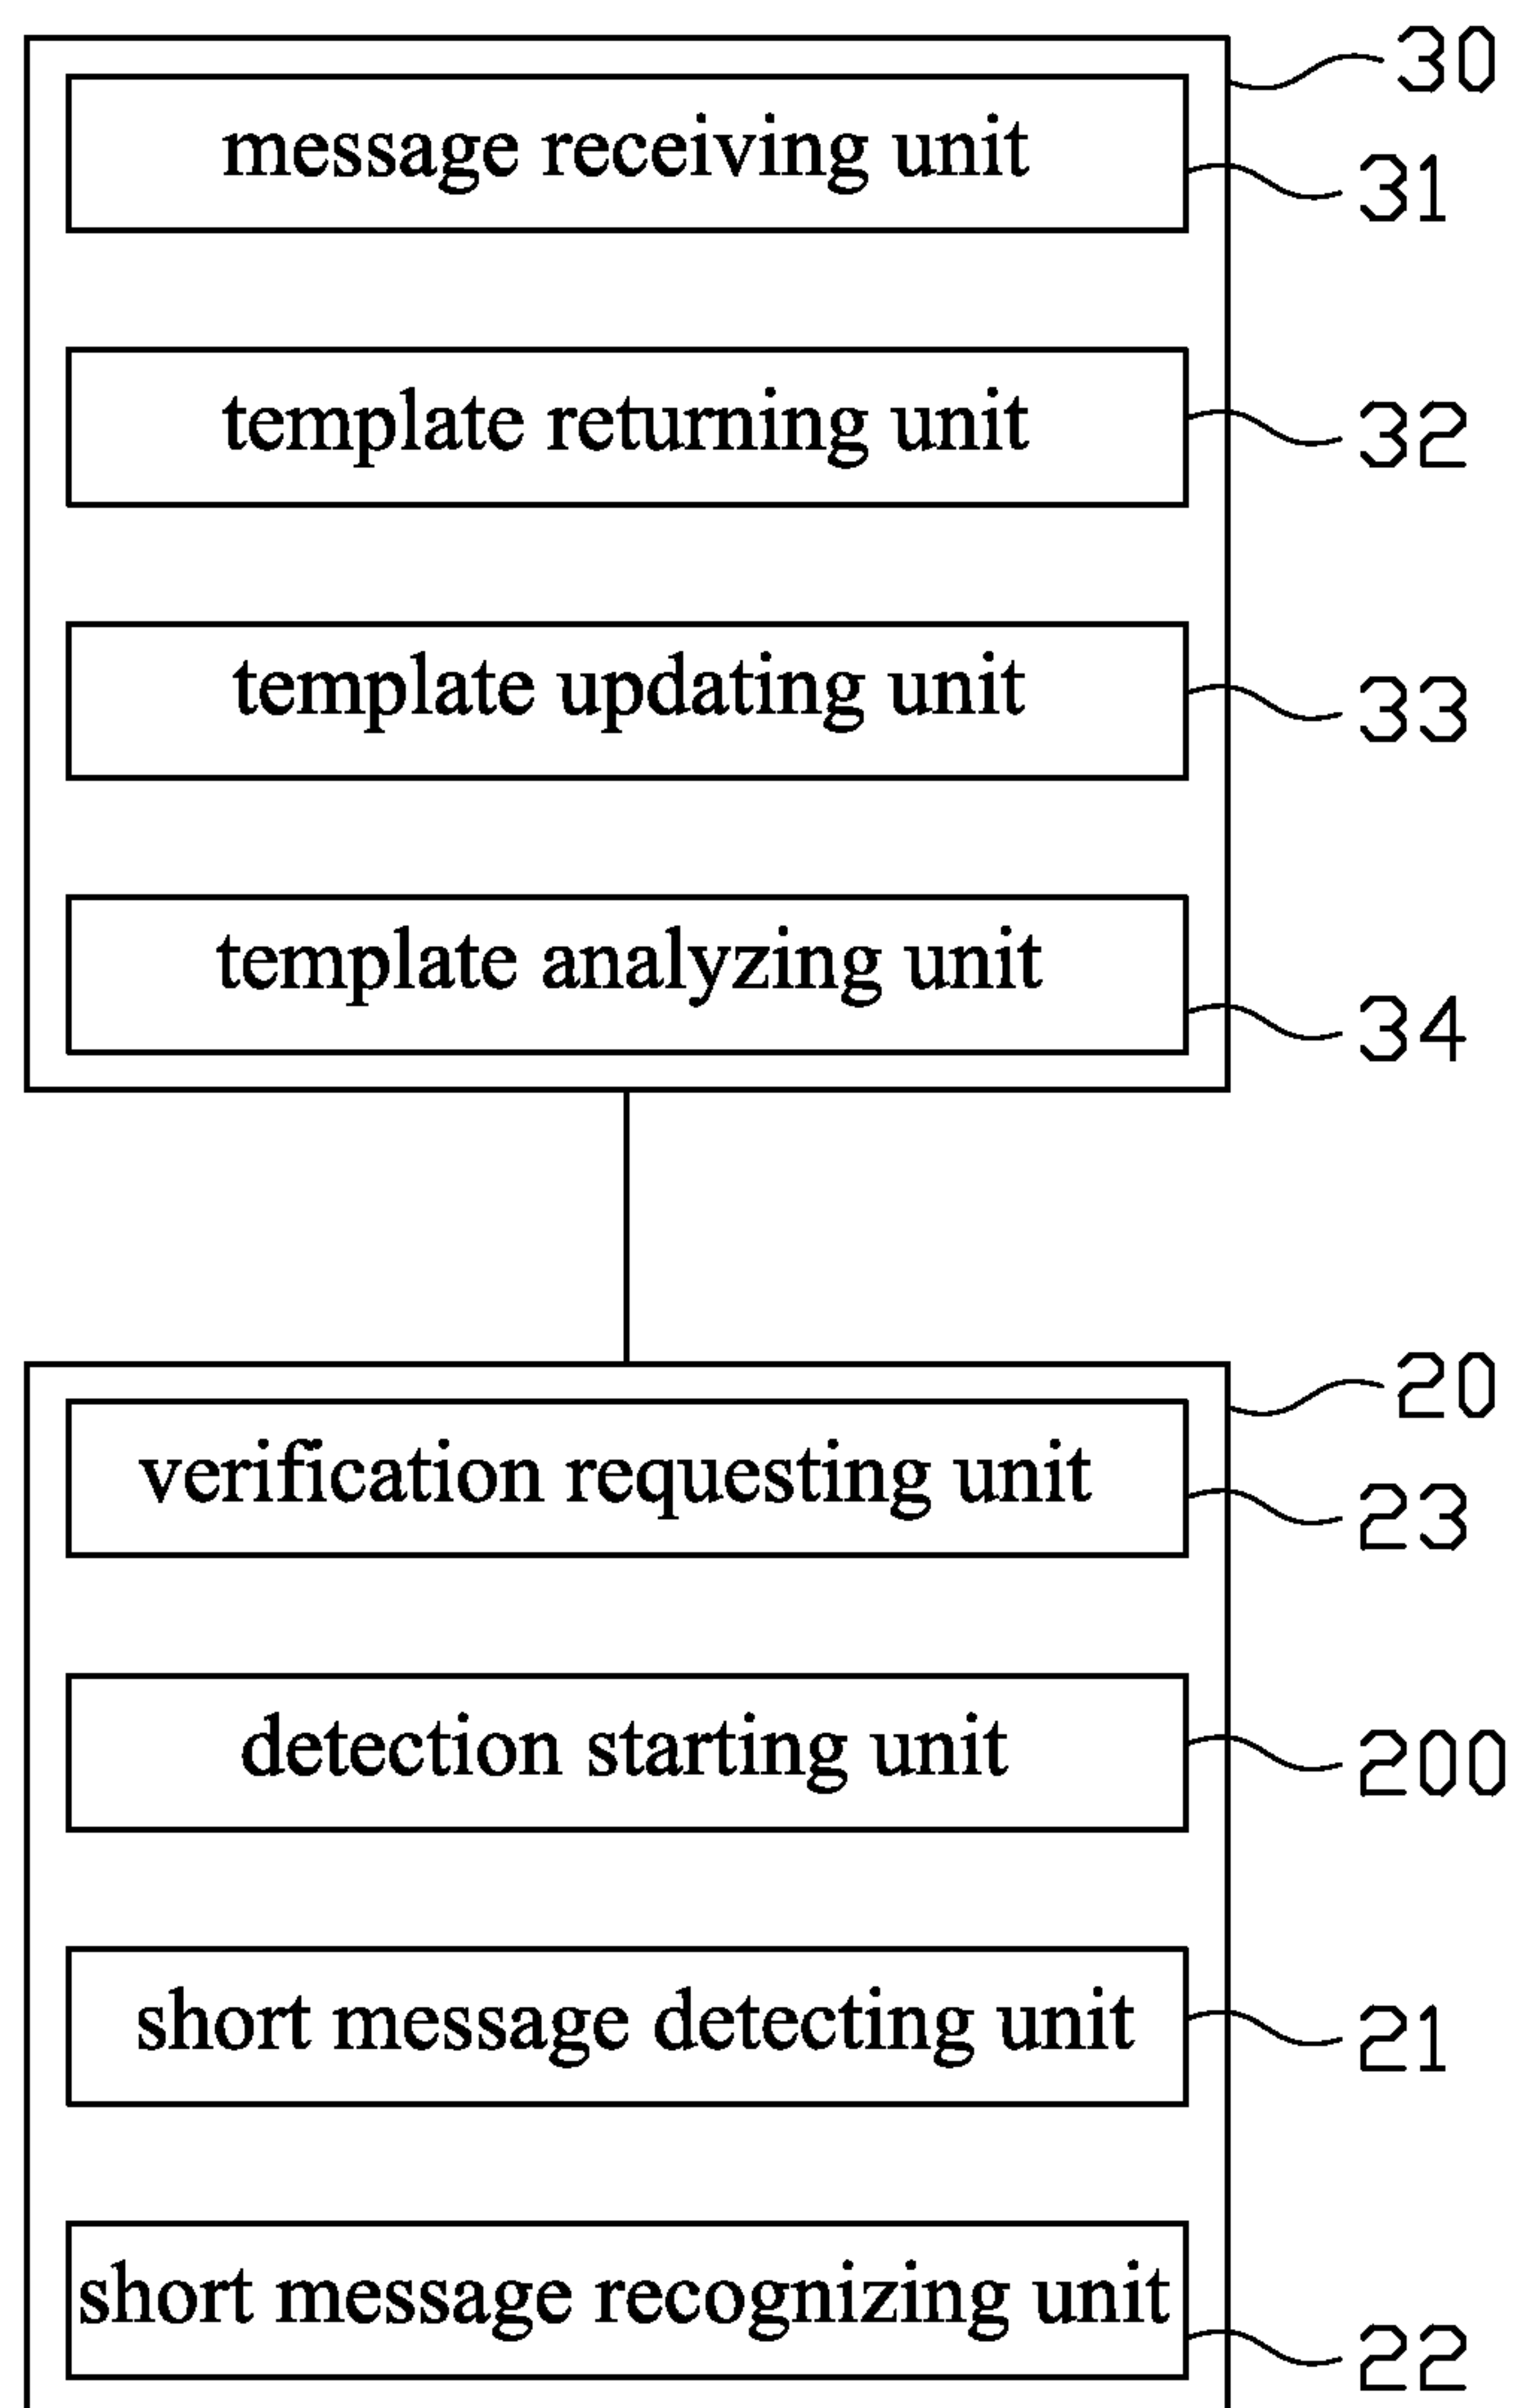 30
message receiving unit
31
template returning unit
32
template updating unit
33
template analyzing unit
34
20
verification requesting unit
23
detection starting unit
200
short message detecting unit
21
short message recognizing unit
22